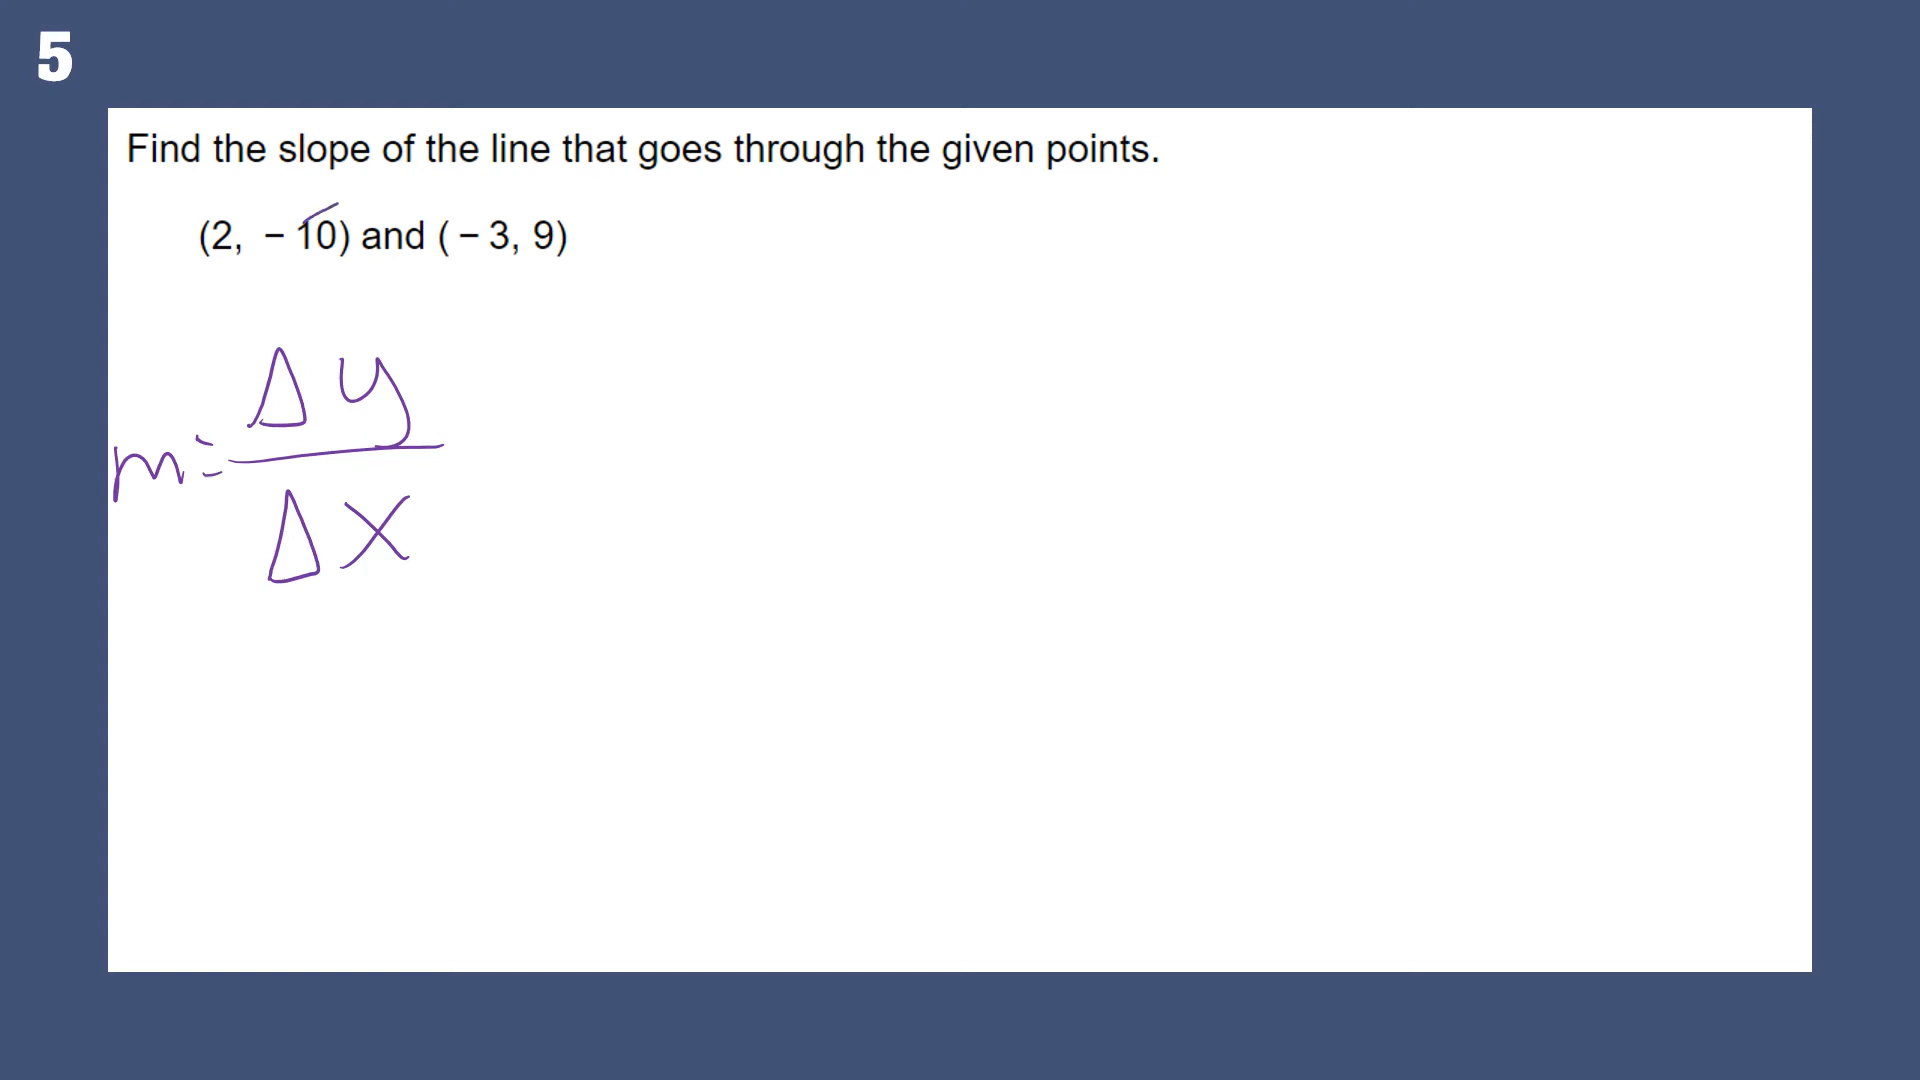 5
Find the slope of the line that goes through the given points.
(2, −10) and (−3, 9)
m = Δy
Δx